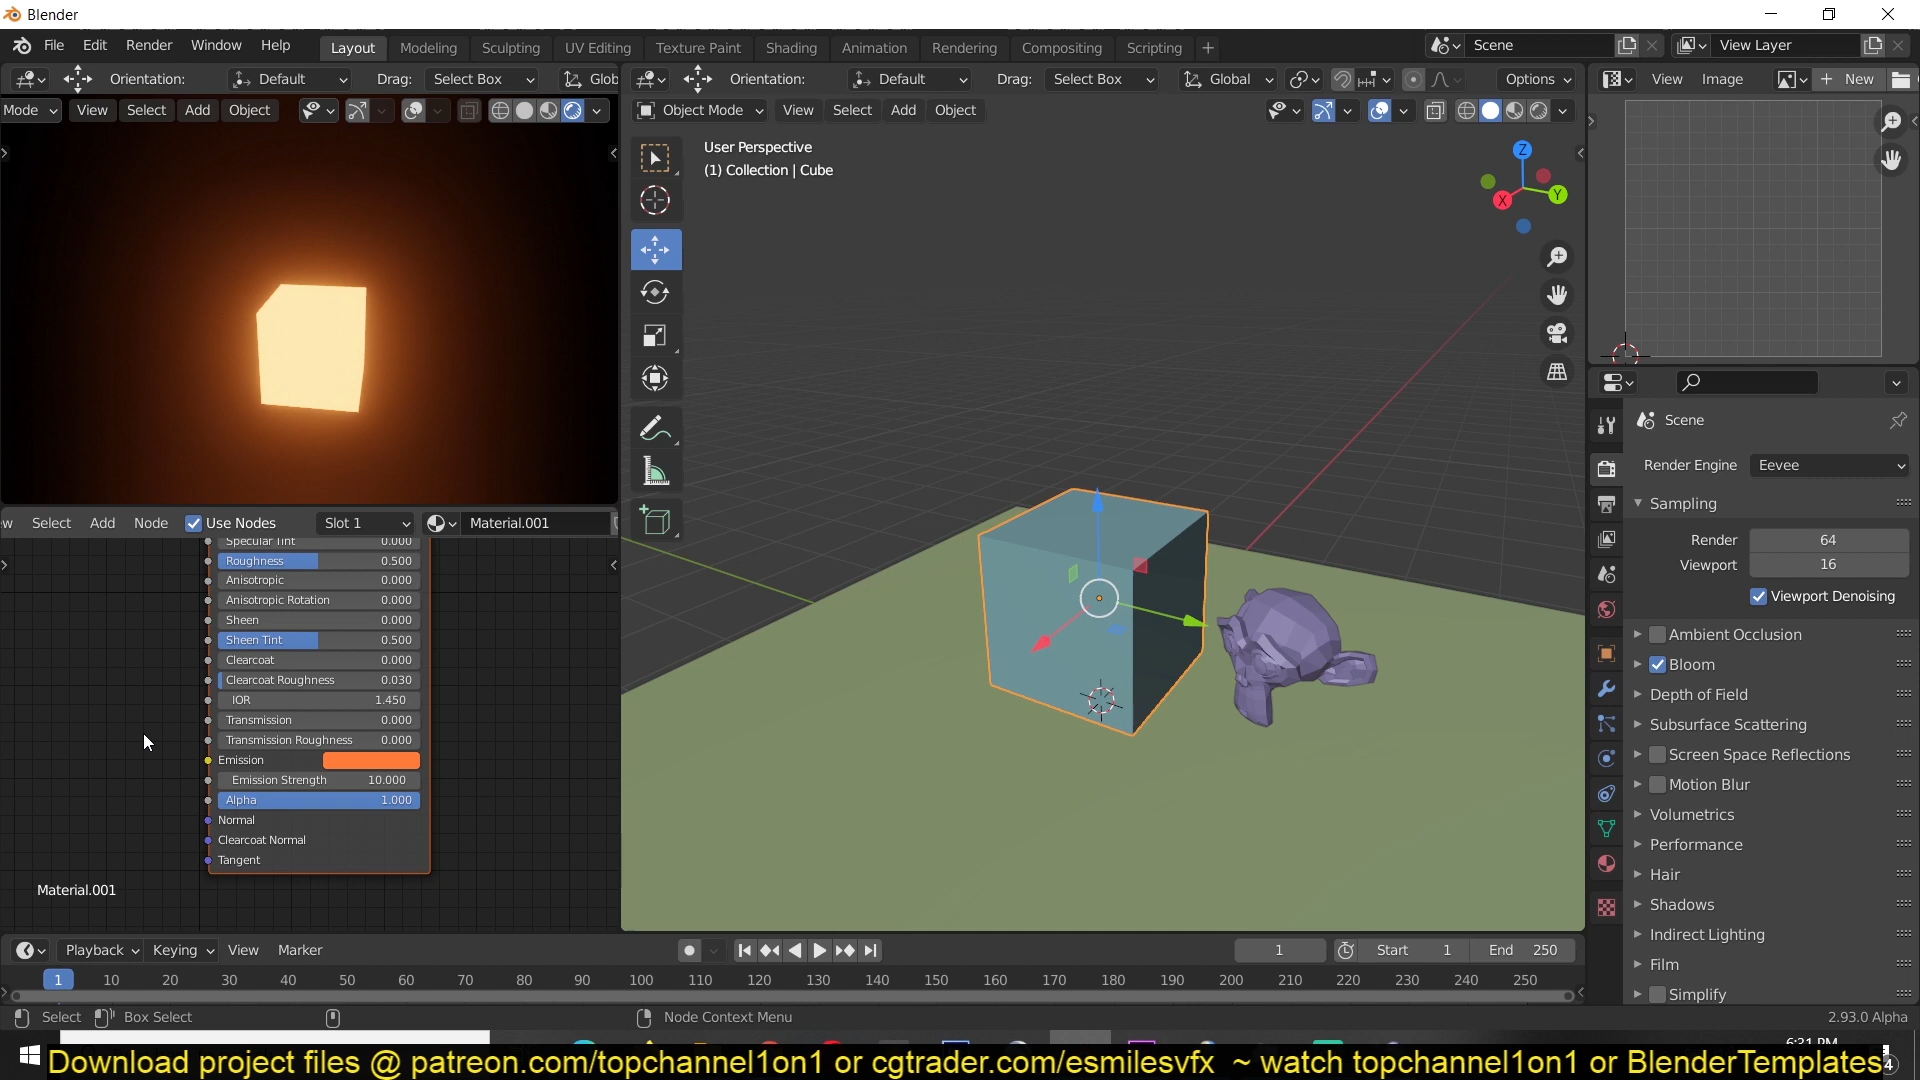 Blender
File Edit Render Window Help Layout Modeling Sculpting UV Editing Texture Paint Shading Animation Rendering Compositing Scripting + Scene View Layer
Orientation: Default Drag: Select Box Glob
Orientation: Default Drag: Select Box Global Options
View Image New
Mode View Select Add Object
Object Mode View Select Add Object
User Perspective
(1) Collection | Cube
Z
Y
X
Scene
Render Engine Eevee
Sampling
Render 64
Viewport 16
Viewport Denoising
Ambient Occlusion
Bloom
Depth of Field
Subsurface Scattering
Screen Space Reflections
Motion Blur
Volumetrics
Performance
Hair
Shadows
Indirect Lighting
Film
Simplify
Select Add Node Use Nodes Slot 1 Material.001
Specular Tint 0.000
Roughness 0.500
Anisotropic 0.000
Anisotropic Rotation 0.000
Sheen 0.000
Sheen Tint 0.500
Clearcoat 0.000
Clearcoat Roughness 0.030
IOR 1.450
Transmission 0.000
Transmission Roughness 0.000
Emission
Emission Strength 10.000
Alpha 1.000
Normal
Clearcoat Normal
Tangent
Material.001
Playback Keying View Marker 1 Start 1 End 250
1 10 20 30 40 50 60 70 80 90 100 110 120 130 140 150 160 170 180 190 200 210 220 230 240 250
Select Box Select Node Context Menu 2.93.0 Alpha
6:31 PM
Download project files @ patreon.com/topchannel1on1 or cgtrader.com/esmilesvfx ~ watch topchannel1on1 or BlenderTemplates